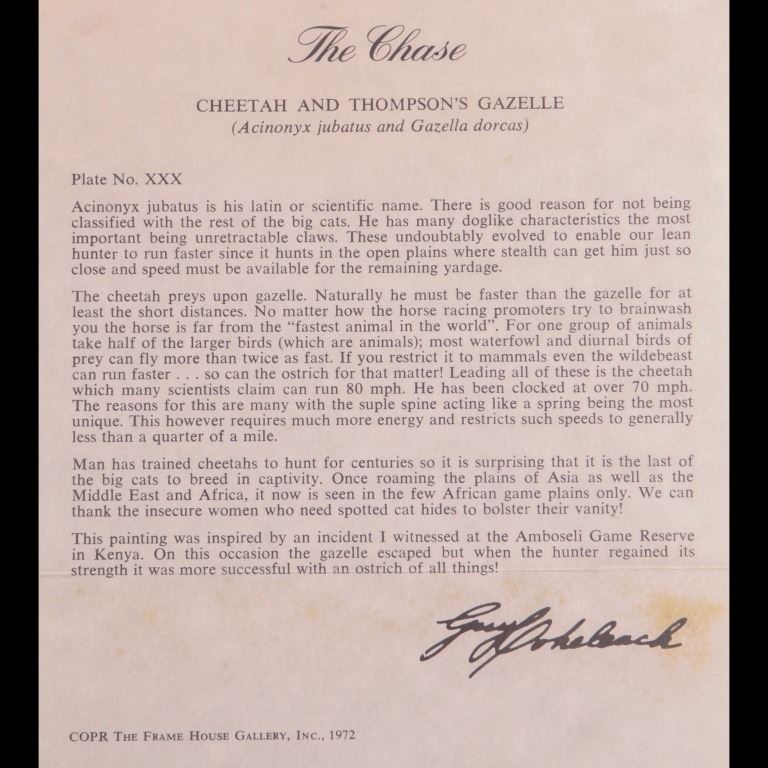 The Chase
CHEETAH AND THOMPSON'S GAZELLE
(Acinonyx jubatus and Gazella dorcas)
Plate No. XXX
Acinonyx jubatus is his latin or scientific name. There is good reason for not being
classified with the rest of the big cats. He has many doglike characteristics the most
important being unretractable claws. These undoubtably evolved to enable our lean
hunter to run faster since it hunts in the open plains where stealth can get him just so
close and speed must be available for the remaining yardage.
The cheetah preys upon gazelle. Naturally he must be faster than the gazelle for at
least the short distances. No matter how the horse racing promoters try to brainwash
you the horse is far from the “fastest animal in the world”. For one group of animals
take half of the larger birds (which are animals); most waterfowl and diurnal birds of
prey can fly more than twice as fast. If you restrict it to mammals even the wildebeast
can run faster . . . so can the ostrich for that matter! Leading all of these is the cheetah
which many scientists claim can run 80 mph. He has been clocked at over 70 mph.
The reasons for this are many with the suple spine acting like a spring being the most
unique. This however requires much more energy and restricts such speeds to generally
less than a quarter of a mile.
Man has trained cheetahs to hunt for centuries so it is surprising that it is the last of
the big cats to breed in captivity. Once roaming the plains of Asia as well as the
Middle East and Africa, it now is seen in the few African game plains only. We can
thank the insecure women who need spotted cat hides to bolster their vanity!
This painting was inspired by an incident I witnessed at the Amboseli Game Reserve
in Kenya. On this occasion the gazelle escaped but when the hunter regained its
strength it was more successful with an ostrich of all things!
COPR THE FRAME HOUSE GALLERY, INC., 1972